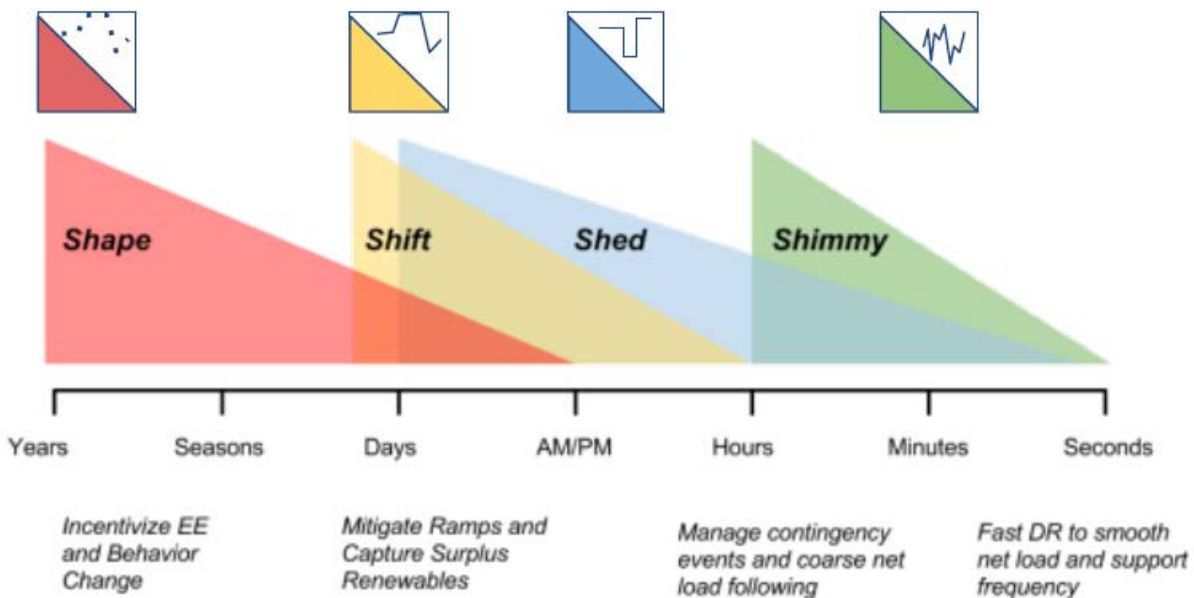 Shape
Shift
Shed
Shimmy
Years
Seasons
Days
AM/PM
Hours
Minutes
Seconds
Incentivize EE
and Behavior
Change
Mitigate Ramps and
Capture Surplus
Renewables
Manage contingency
events and coarse net
load following
Fast DR to smooth
net load and support
frequency